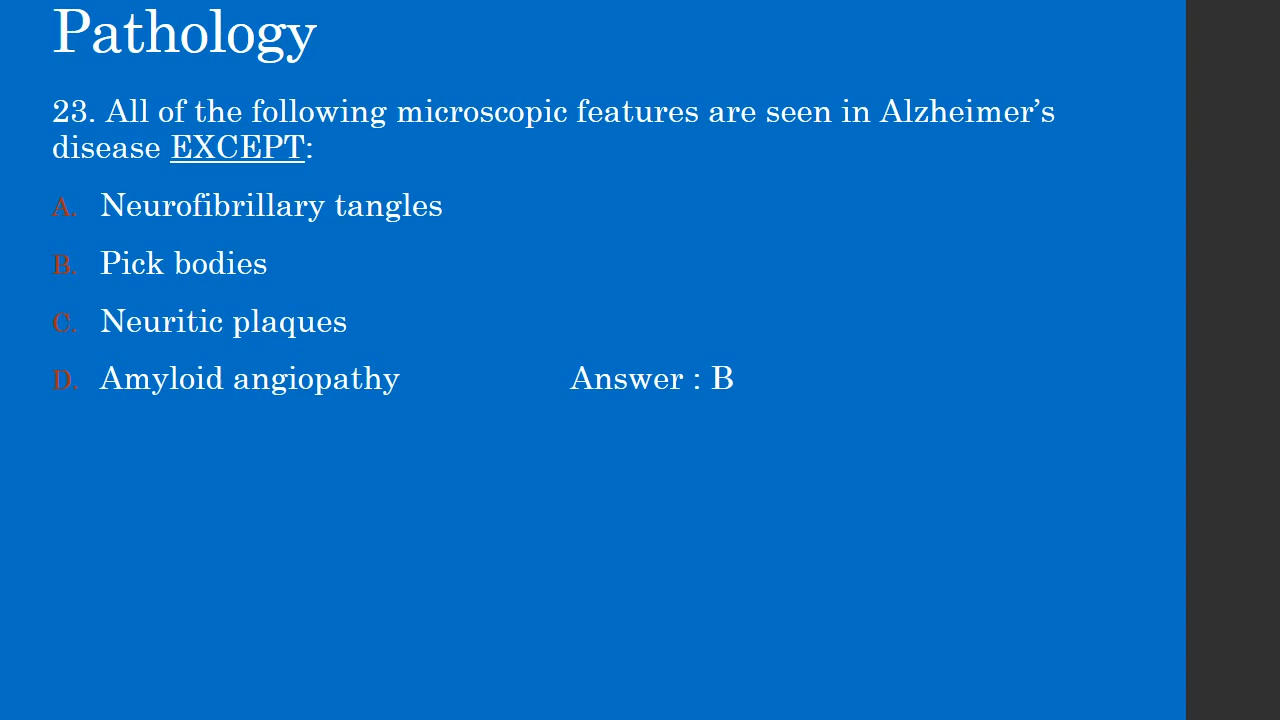 Pathology
23. All of the following microscopic features are seen in Alzheimer’s
disease EXCEPT:
A. Neurofibrillary tangles
B. Pick bodies
C. Neuritic plaques
D. Amyloid angiopathy Answer : B